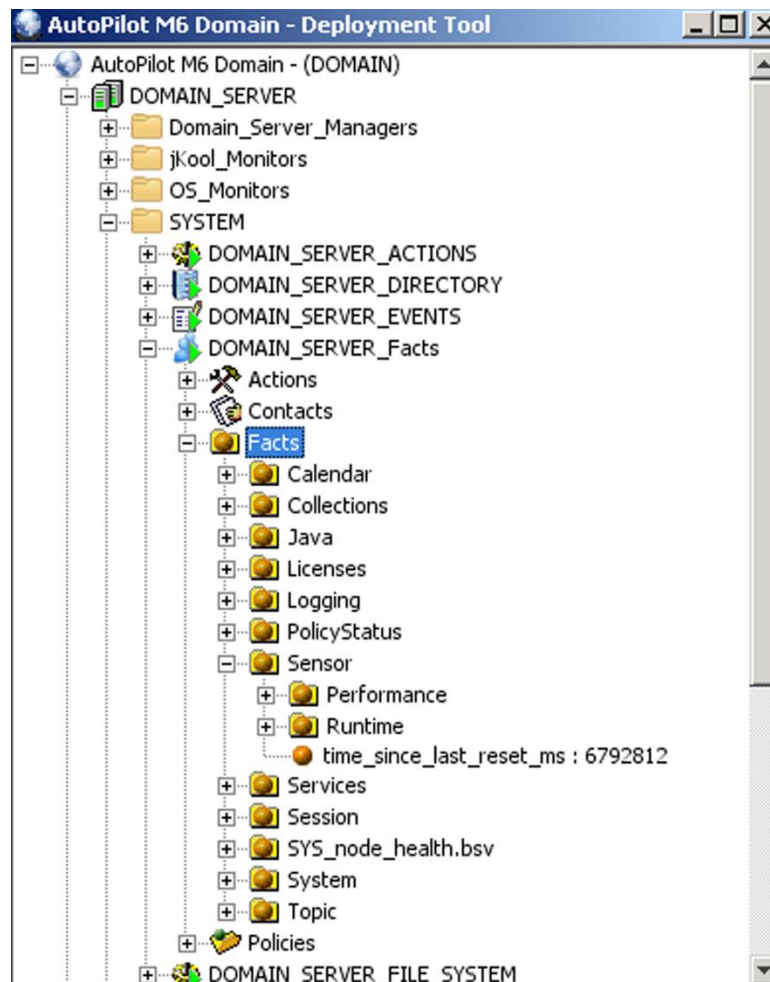 AutoPilot M6 Domain - Deployment Tool
AutoPilot M6 Domain - (DOMAIN)
DOMAIN_SERVER
Domain_Server_Managers
jKool_Monitors
OS_Monitors
SYSTEM
DOMAIN_SERVER_ACTIONS
DOMAIN_SERVER_DIRECTORY
DOMAIN_SERVER_EVENTS
DOMAIN_SERVER_Facts
Actions
Contacts
Facts
Calendar
Collections
Java
Licenses
Logging
PolicyStatus
Sensor
Performance
Runtime
time_since_last_reset_ms : 6792812
Services
Session
SYS_node_health.bsv
System
Topic
Policies
DOMAIN_SERVER_FILE_SYSTEM